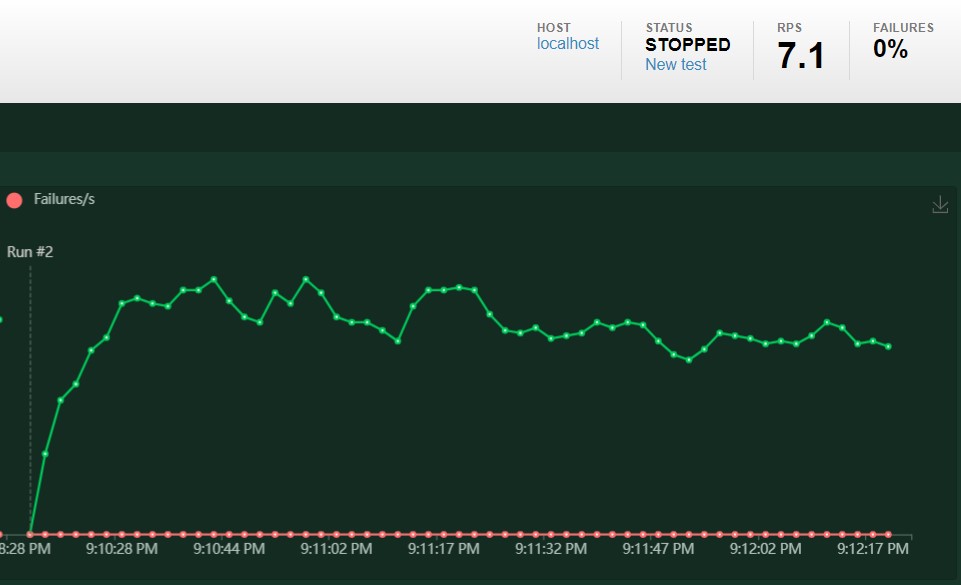 HOST
localhost
STATUS
STOPPED
New test
RPS
7.1
FAILURES
0%
Failures/s
Run #2
8:28 PM 9:10:28 PM 9:10:44 PM 9:11:02 PM 9:11:17 PM 9:11:32 PM 9:11:47 PM 9:12:02 PM 9:12:17 PM